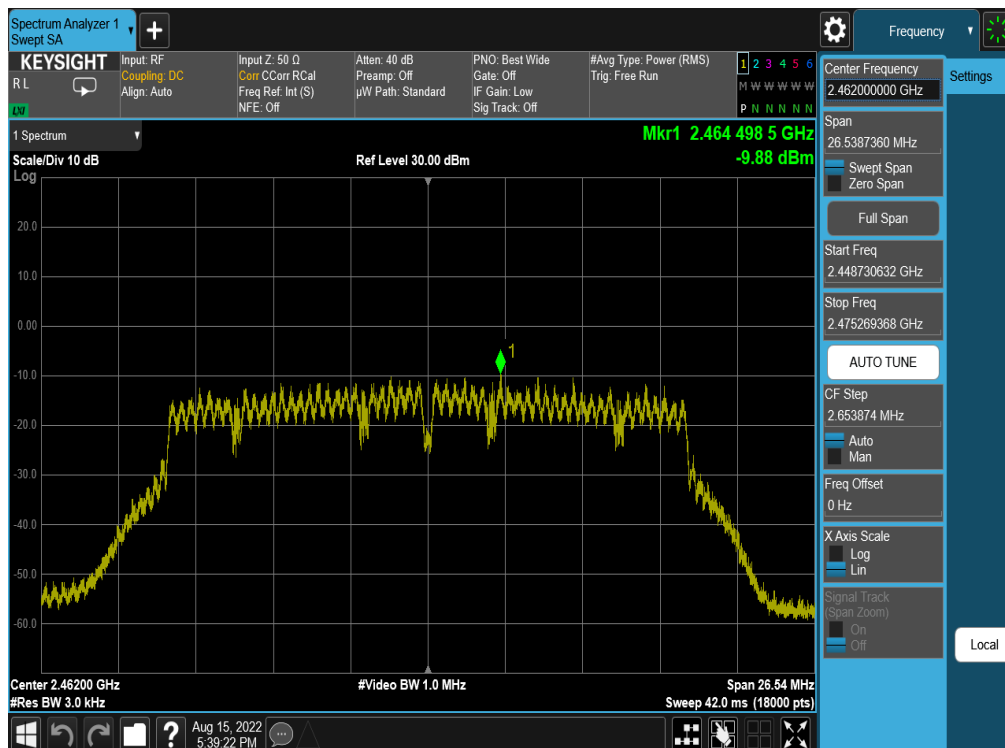 Spectrum Analyzer 1
Swept SA
Frequency
KEYSIGHT
R L
LXI
Input: RF
Coupling: DC
Align: Auto
Input Z: 50 Ω
Corr CCorr RCal
Freq Ref: Int (S)
NFE: Off
Atten: 40 dB
Preamp: Off
µW Path: Standard
PNO: Best Wide
Gate: Off
IF Gain: Low
Sig Track: Off
#Avg Type: Power (RMS)
Trig: Free Run
1 2 3 4 5 6
M W W W W W
P N N N N N
Center Frequency
2.462000000 GHz
Settings
Span
26.5387360 MHz
Swept Span
Zero Span
Full Span
Start Freq
2.448730632 GHz
Stop Freq
2.475269368 GHz
AUTO TUNE
CF Step
2.653874 MHz
Auto
Man
Freq Offset
0 Hz
X Axis Scale
Log
Lin
Signal Track
(Span Zoom)
On
Off
Local
1 Spectrum
Mkr1 2.464 498 5 GHz
-9.88 dBm
Scale/Div 10 dB
Ref Level 30.00 dBm
Log
20.0
10.0
0.00
1
-10.0
-20.0
-30.0
-40.0
-50.0
-60.0
Center 2.46200 GHz
#Video BW 1.0 MHz
Span 26.54 MHz
#Res BW 3.0 kHz
Sweep 42.0 ms (18000 pts)
?
Aug 15, 2022
5:39:22 PM